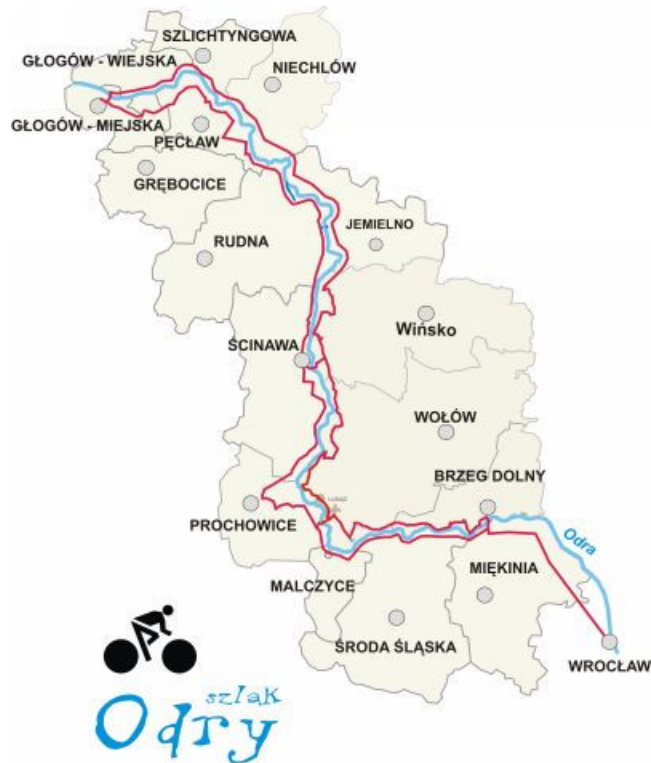 SZLICHTYNGOWA
GŁOGÓW - WIEJSKA
NIECHLÓW
GŁOGÓW - MIEJSKA
PĘCŁAW
GRĘBOCICE
JEMIELNO
RUDNA
Wińsko
ŚCINAWA
WOŁÓW
BRZEG DOLNY
LUBIĄŻ
PROCHOWICE
Odra
MALCZYCE
MIĘKINIA
ŚRODA ŚLĄSKA
WROCŁAW
szlak
Odry